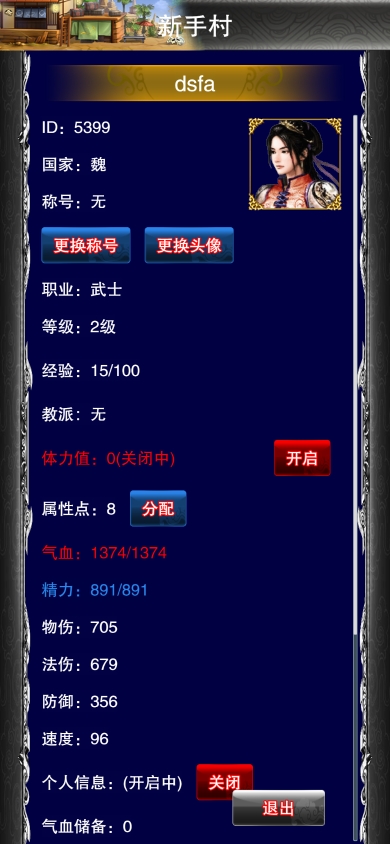 新手村
dsfa
ID：5399
国家：魏
称号：无
更换称号 更换头像
职业：武士
等级：2级
经验：15/100
教派：无
体力值：0(关闭中) 开启
属性点：8 分配
气血：1374/1374
精力：891/891
物伤：705
法伤：679
防御：356
速度：96
个人信息：(开启中) 关闭
退出
气血储备：0